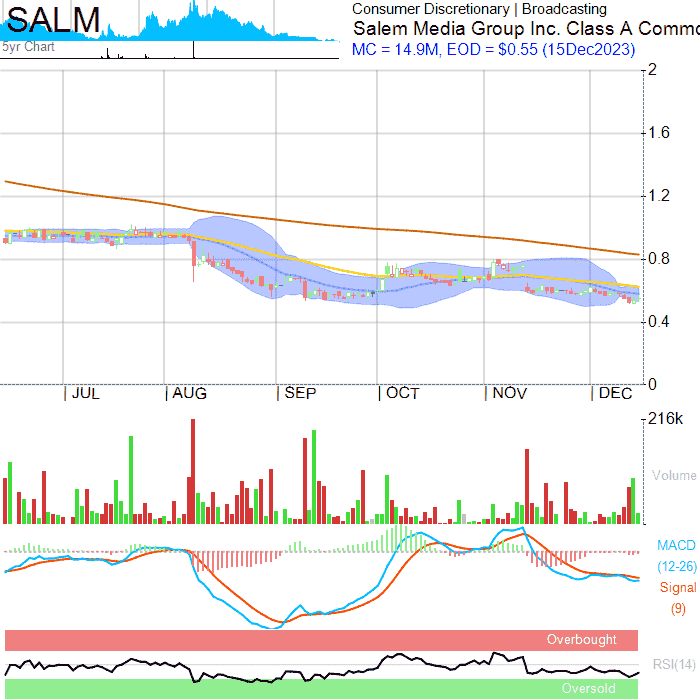 SALM
5yr Chart
Consumer Discretionary | Broadcasting
Salem Media Group Inc. Class A Commo
MC = 14.9M, EOD = $0.55 (15Dec2023)
2
1.6
1.2
0.8
0.4
0
JUL AUG SEP OCT NOV DEC
216k
Volume
MACD
(12-26)
Signal
(9)
Overbought
RSI(14)
Oversold